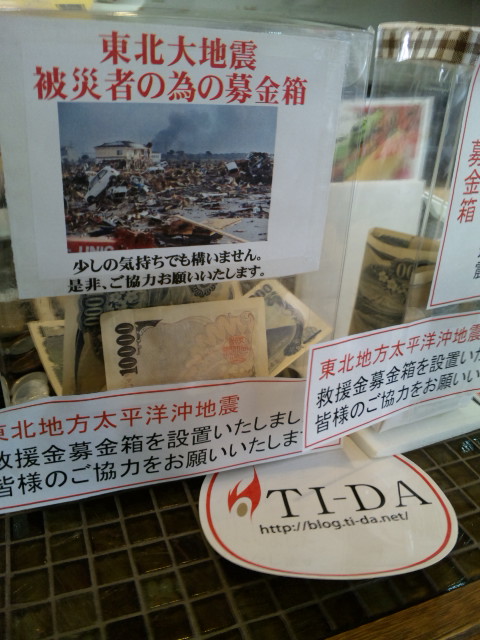 東北大地震
被災者の為の募金箱
少しの気持ちでも構いません。
是非、ご協力お願いいたします。
10000
東北地方太平洋沖地震
救援金募金箱を設置いたしまし
皆様のご協力をお願いいたしま
募金箱
東北地方太平洋沖地震
救援金募金箱を設置いた
皆様のご協力をお願いい
TI-DA
http://blog.ti-da.net/